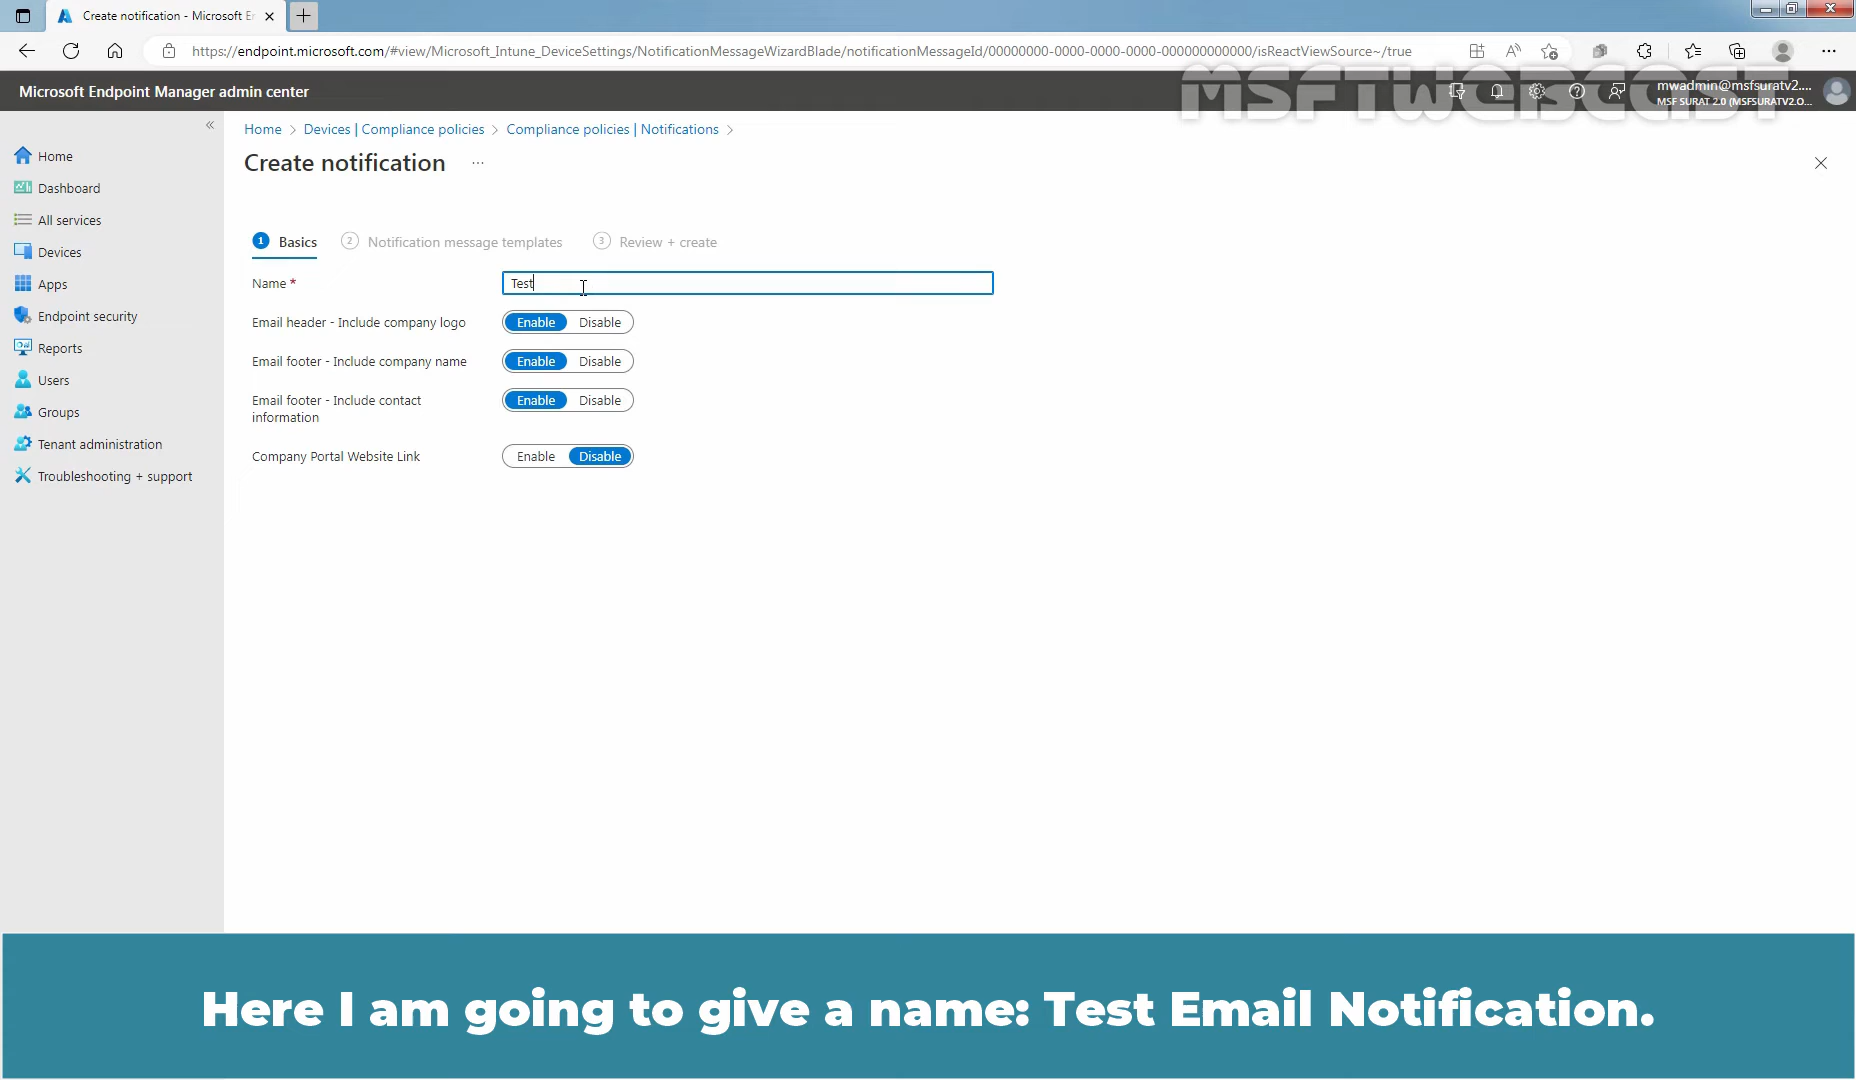 Create notification - Microsoft En
https://endpoint.microsoft.com/#view/Microsoft_Intune_DeviceSettings/NotificationMessageWizardBlade/notificationMessageId/00000000-0000-0000-0000-000000000000/isReactViewSource~/true
MSFTWEBCAST
Microsoft Endpoint Manager admin center
mwadmin@msfsuratv2....
MSF SURAT 2.0 (MSFSURATV2.O...
Home > Devices | Compliance policies > Compliance policies | Notifications >
Create notification ...
Home
Dashboard
All services
Devices
Apps
Endpoint security
Reports
Users
Groups
Tenant administration
Troubleshooting + support
1 Basics 2 Notification message templates 3 Review + create
Name * Test
Email header - Include company logo Enable Disable
Email footer - Include company name Enable Disable
Email footer - Include contact information Enable Disable
Company Portal Website Link Enable Disable
Here I am going to give a name: Test Email Notification.